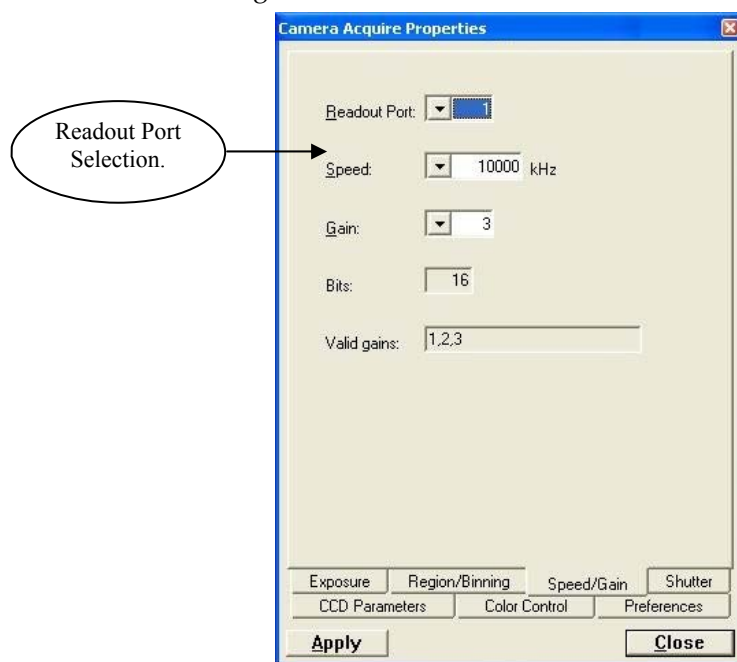 Camera Acquire Properties
Readout Port: 1
Readout Port
Selection.
Speed: 10000 kHz
Gain: 3
Bits: 16
Valid gains: 1,2,3
Exposure Region/Binning Speed/Gain Shutter
CCD Parameters Color Control Preferences
Apply Close